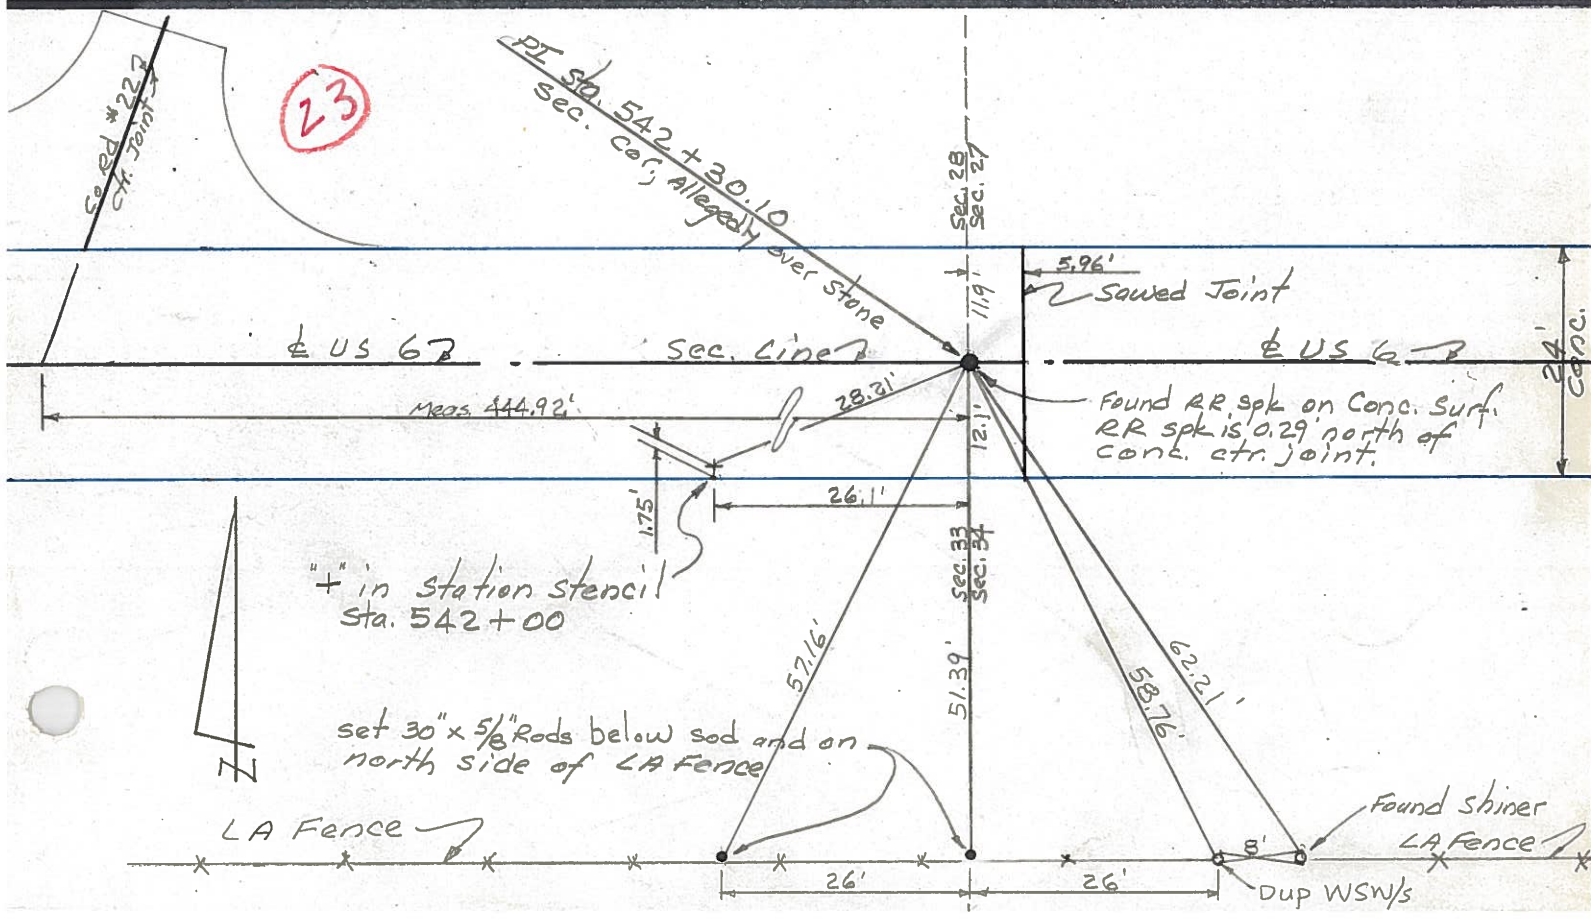 Co Rd #22?
Ctr. Joint
23
PI Sta. 542 + 30.10
Sec. Cor., Allegedly over Stone
Sec. 28
Sec. 27
11.9'
5.96'
Sawed Joint
℄ US 6
Sec. Line
℄ US 6
24'
Conc.
Meas. 444.92'
28.21'
12.1'
Found RR spk on Conc. Surf.
RR spk is 0.29' north of
conc. ctr. joint.
1.75'
26.1'
"+" in Station Stencil
Sta. 542 + 00
Sec. 33
Sec. 34
57.16'
51.39'
58.76'
62.21'
set 30" x 5/8" Rods below sod and on
north side of LA Fence
N
LA Fence
Found Shiner
LA Fence
8'
26'
26'
Dup WSW/s